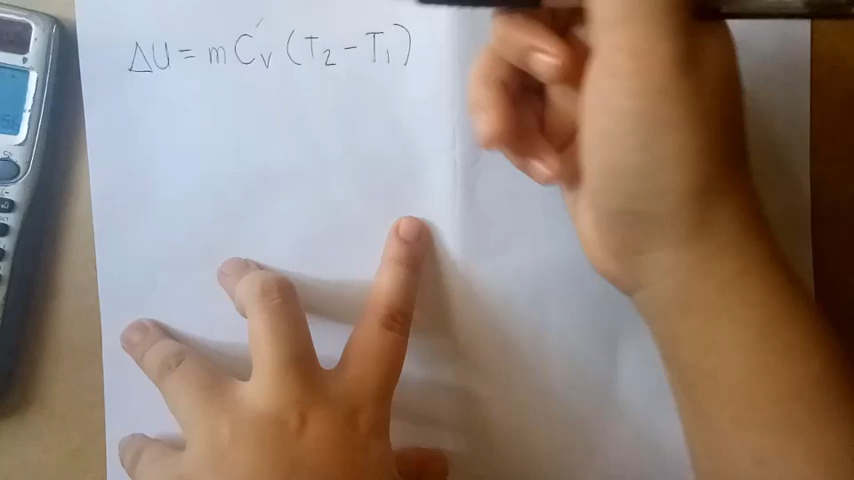 ΔU = m C'v (T2 - T1)